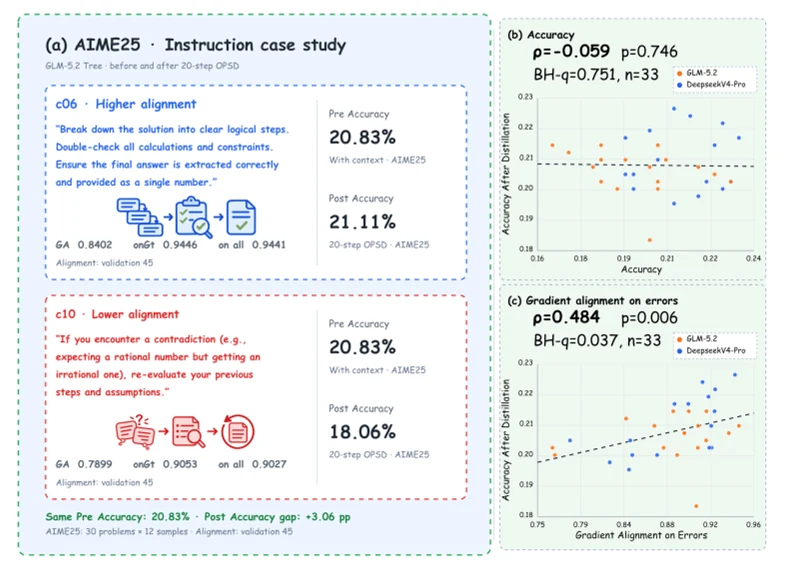 (a) AIME25 · Instruction case study
GLM-5.2 Tree · before and after 20-step OPSD
c06 · Higher alignment
"Break down the solution into clear logical steps.
Double-check all calculations and constraints.
Ensure the final answer is extracted correctly
and provided as a single number."
GA 0.8402 onGt 0.9446 on all 0.9441
Alignment: validation 45
Pre Accuracy
20.83%
With context · AIME25
Post Accuracy
21.11%
20-step OPSD · AIME25
c10 · Lower alignment
"If you encounter a contradiction (e.g.,
expecting a rational number but getting an
irrational one), re-evaluate your previous
steps and assumptions."
??
GA 0.7899 onGt 0.9053 on all 0.9027
Alignment: validation 45
Pre Accuracy
20.83%
With context · AIME25
Post Accuracy
18.06%
20-step OPSD · AIME25
Same Pre Accuracy: 20.83% · Post Accuracy gap: +3.06 pp
AIME25: 30 problems × 12 samples · Alignment: validation 45
(b) Accuracy
ρ=-0.059 p=0.746
BH-q=0.751, n=33
GLM-5.2
DeepseekV4-Pro
Accuracy After Distillation
0.23
0.22
0.21
0.20
0.19
0.18
0.16 0.18 0.19 0.21 0.22 0.24
Accuracy
(c) Gradient alignment on errors
ρ=0.484 p=0.006
BH-q=0.037, n=33
GLM-5.2
DeepseekV4-Pro
Accuracy After Distillation
0.23
0.22
0.21
0.20
0.19
0.18
0.75 0.79 0.84 0.88 0.92 0.96
Gradient Alignment on Errors